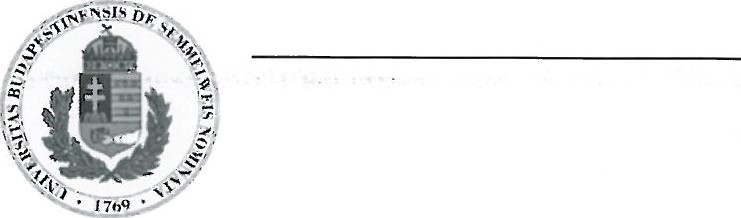 UNIVERSITAS BUDAPESTINENSIS DE SEMMELWEIS NOMINATA
· 1769 ·